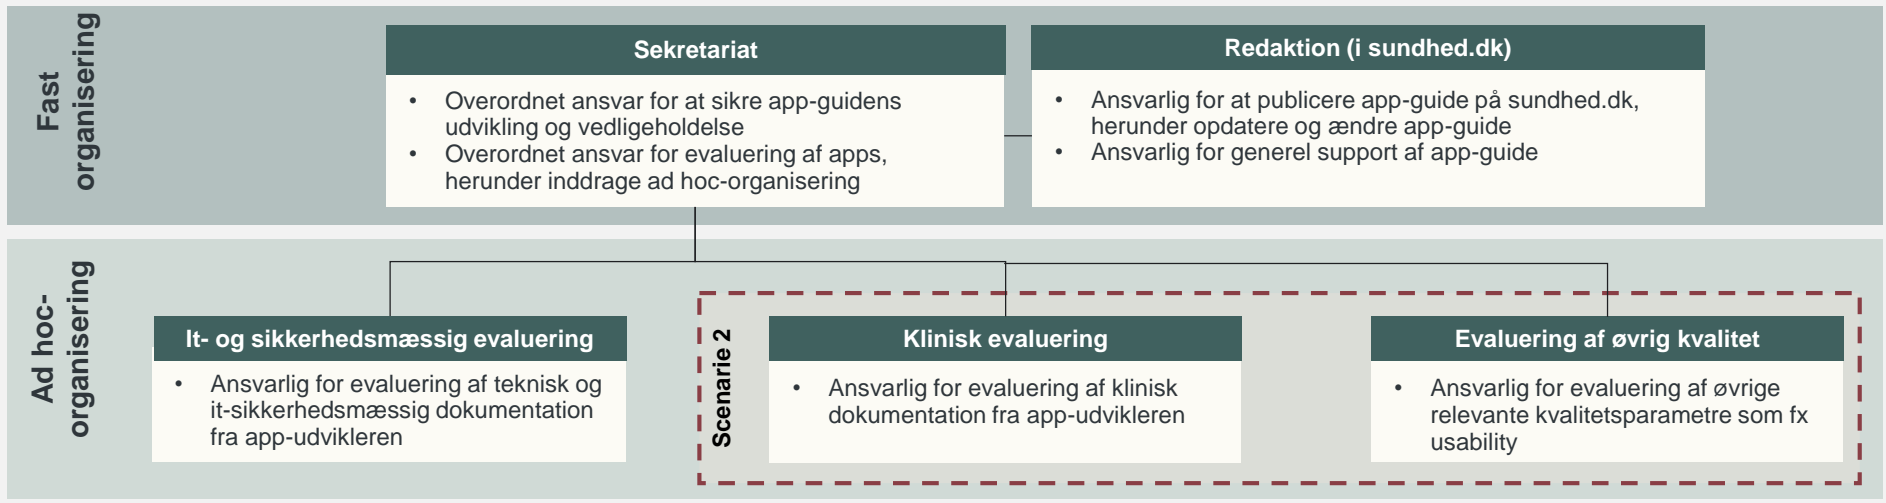 Fast
organisering
Sekretariat
• Overordnet ansvar for at sikre app-guidens
udvikling og vedligeholdelse
• Overordnet ansvar for evaluering af apps,
herunder inddrage ad hoc-organisering
Redaktion (i sundhed.dk)
• Ansvarlig for at publicere app-guide på sundhed.dk,
herunder opdatere og ændre app-guide
• Ansvarlig for generel support af app-guide
Ad hoc-
organisering
It- og sikkerhedsmæssig evaluering
• Ansvarlig for evaluering af teknisk og
it-sikkerhedsmæssig dokumentation
fra app-udvikleren
Scenarie 2
Klinisk evaluering
• Ansvarlig for evaluering af klinisk
dokumentation fra app-udvikleren
Evaluering af øvrig kvalitet
• Ansvarlig for evaluering af øvrige
relevante kvalitetsparametre som fx
usability